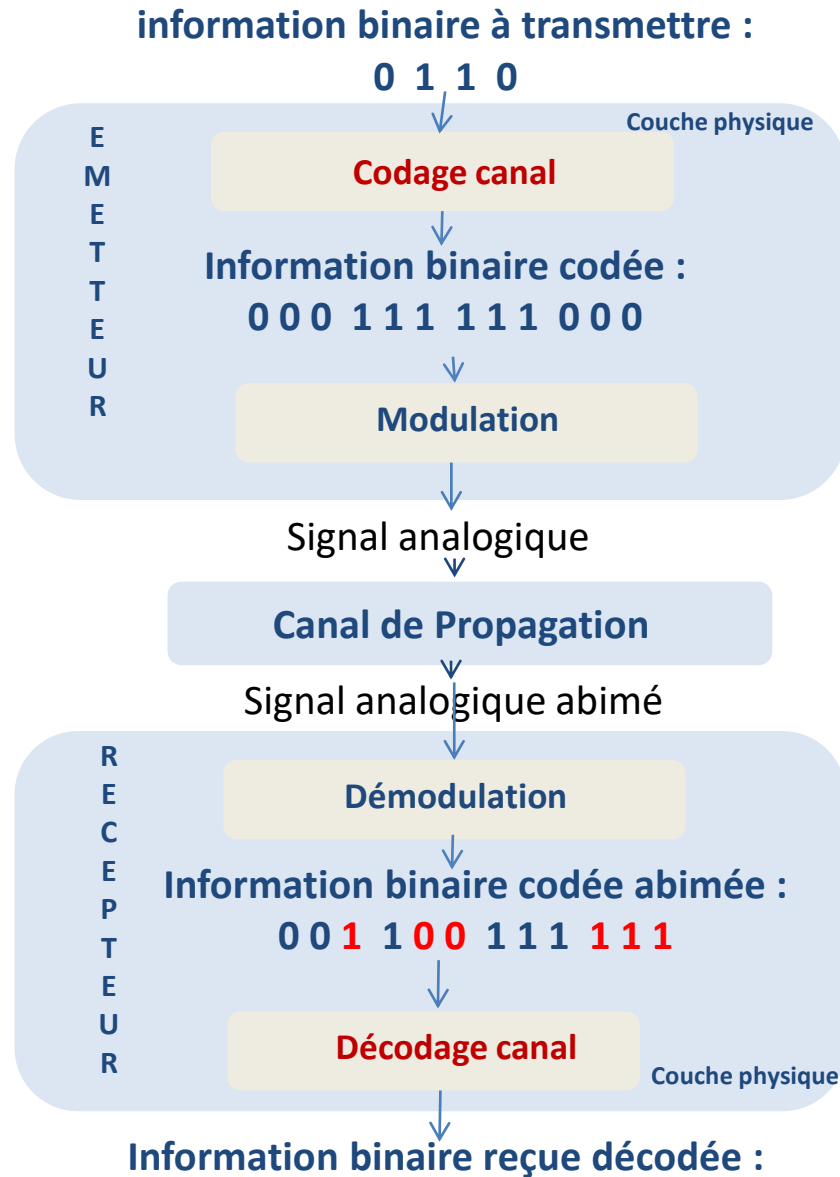 information binaire à transmettre :
0 1 1 0
Couche physique
EMETTEUR
Codage canal
Information binaire codée :
0 0 0 1 1 1 1 1 1 0 0 0
Modulation
Signal analogique
Canal de Propagation
Signal analogique abimé
RECEPTEUR
Démodulation
Information binaire codée abimée :
0 0 1 1 0 0 1 1 1 1 1 1
Décodage canal
Couche physique
Information binaire reçue décodée :